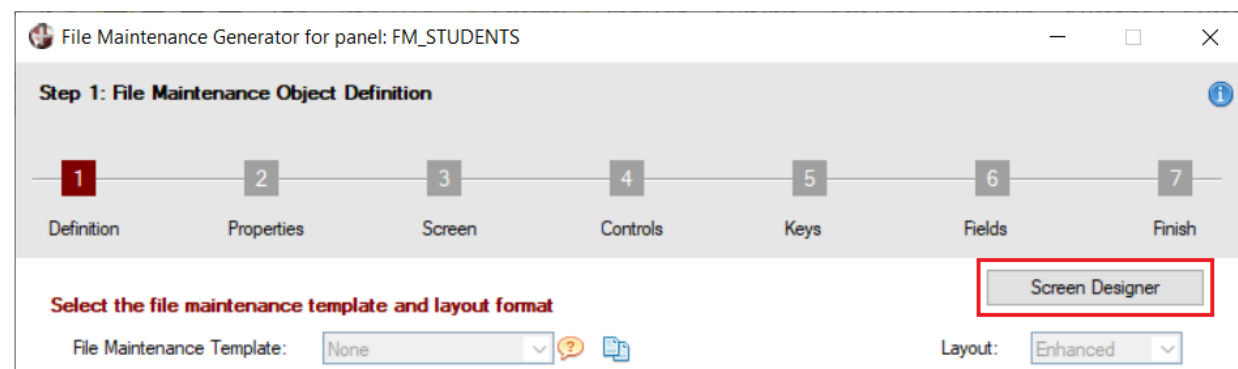 File Maintenance Generator for panel: FM_STUDENTS
Step 1: File Maintenance Object Definition
1 2 3 4 5 6 7
Definition Properties Screen Controls Keys Fields Finish
Screen Designer
Select the file maintenance template and layout format
File Maintenance Template: None Layout: Enhanced